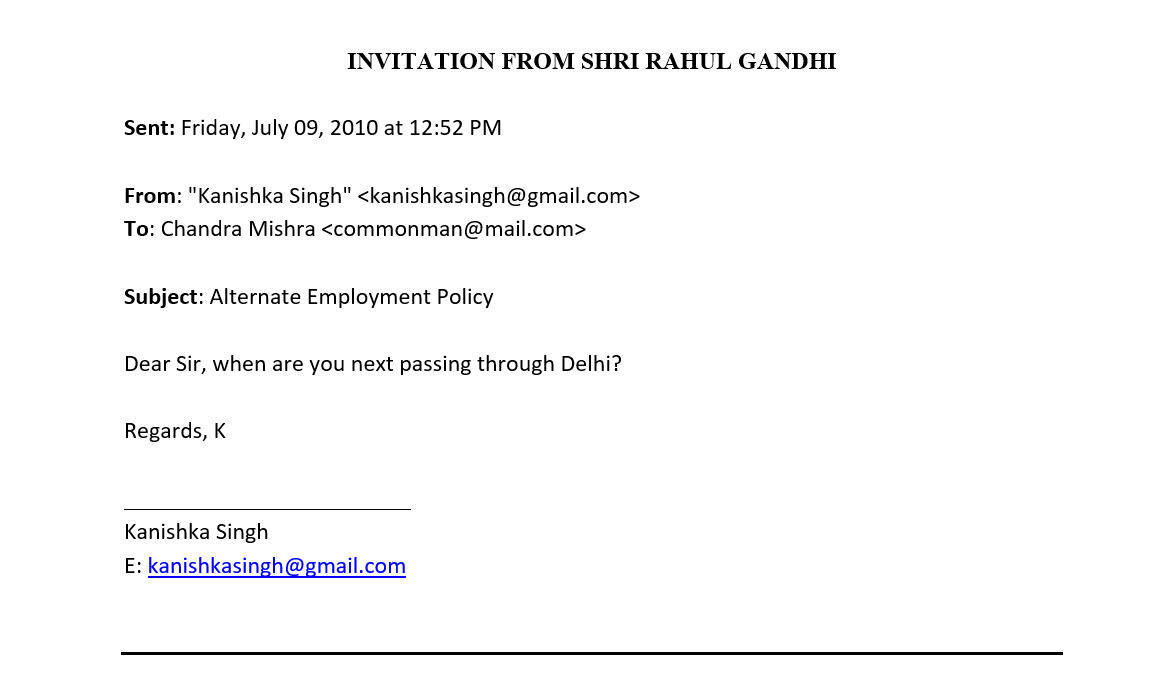 INVITATION FROM SHRI RAHUL GANDHI
Sent: Friday, July 09, 2010 at 12:52 PM
From: "Kanishka Singh" <kanishkasingh@gmail.com>
To: Chandra Mishra <commonman@mail.com>
Subject: Alternate Employment Policy
Dear Sir, when are you next passing through Delhi?
Regards, K
Kanishka Singh
E: kanishkasingh@gmail.com